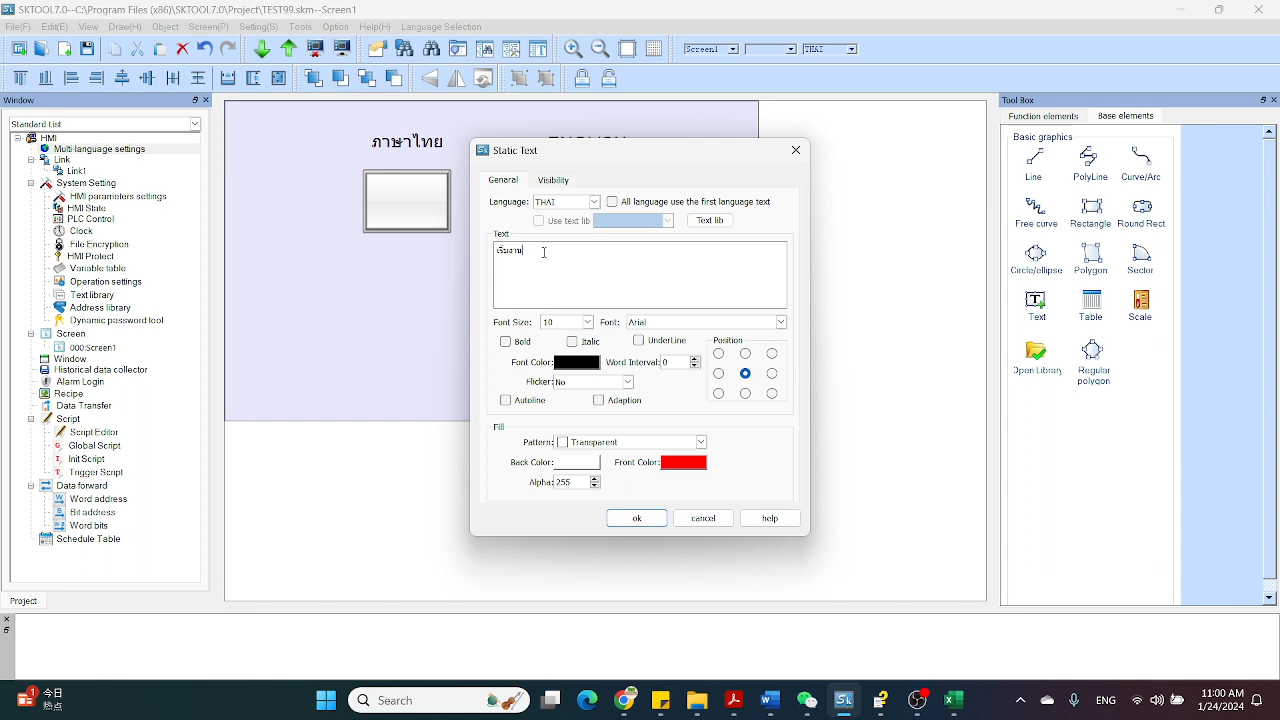 SKTOOL7.0--C:\Program Files (x86)\SKTOOL7.0\Project\TEST99.skm--Screen1
File(F) Edit(E) View Draw(H) Object Screen(P) Setting(S) Tools Option Help(H) Language Selection
Screen1 THAI
Window
Tool Box
Standard List
HMI
Multi-language settings
Link
Link1
System Setting
HMI parameters settings
HMI State
PLC Control
Clock
File Encryption
HMI Protect
Variable table
Operation settings
Text library
Address library
Dynamic password tool
Screen
000:Screen1
Window
Historical data collector
Alarm Login
Recipe
Data Transfer
Script
Script Editor
Global Script
Init Script
Trigger Script
Data forward
Word address
Bit address
Word bits
Schedule Table
Project
ภาษาไทย
Static Text
General Visibility
Language: THAI All language use the first language text
Use text lib Text lib
Text
เริ่มงาน
Font Size: 10 Font: Arial
Bold Italic UnderLine Position
Font Color: Word Interval: 0
Flicker: No
Autoline Adaption
Fill
Pattern: Transparent
Back Color: Front Color:
Alpha: 255
ok cancel help
Function elements Base elements
Basic graphics
Line PolyLine Curve/Arc
Free curve Rectangle Round Rect
Circle/ellipse Polygon Sector
Text Table Scale
Open Library Regular polygon
1 今日
热点
Search
ENG
11:00 AM
1/24/2024